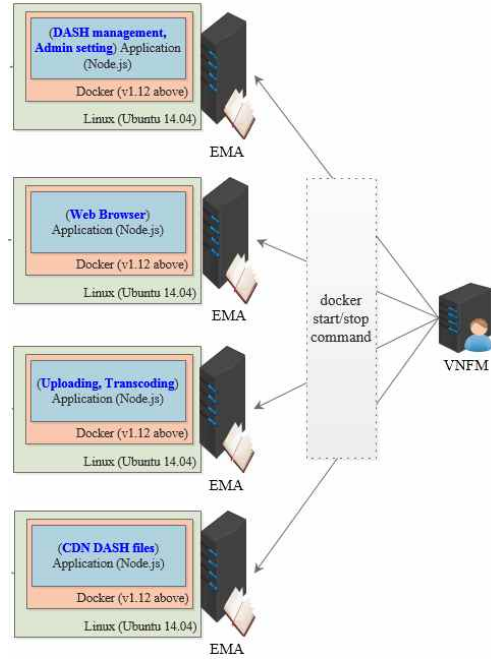 (DASH management,
Admin setting) Application
(Node.js)
Docker (v1.12 above)
Linux (Ubuntu 14.04)
EMA
(Web Browser)
Application (Node.js)
Docker (v1.12 above)
Linux (Ubuntu 14.04)
EMA
docker
start/stop
command
VNFM
(Uploading, Transcoding)
Application (Node.js)
Docker (v1.12 above)
Linux (Ubuntu 14.04)
EMA
(CDN DASH files)
Application (Node.js)
Docker (v1.12 above)
Linux (Ubuntu 14.04)
EMA